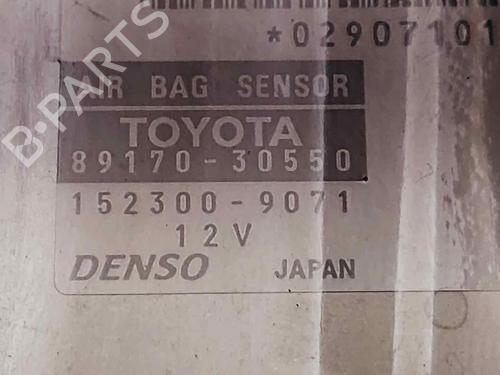 *02907101
AIR BAG SENSOR
TOYOTA
89170-30550
152300-9071
12V
DENSO JAPAN
B-PARTS